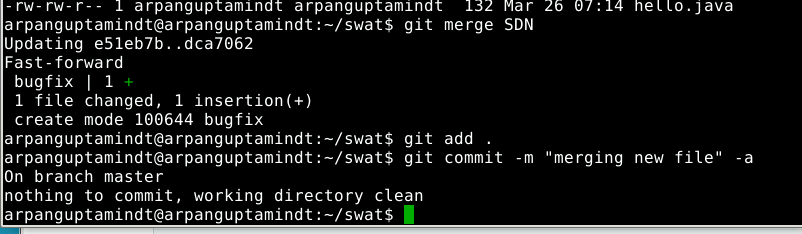 -rw-rw-r-- 1 arpanguptamindt arpanguptamindt  132 Mar 26 07:14 hello.java
arpanguptamindt@arpanguptamindt:~/swat$ git merge SDN
Updating e51eb7b..dca7062
Fast-forward
 bugfix | 1 +
 1 file changed, 1 insertion(+)
 create mode 100644 bugfix
arpanguptamindt@arpanguptamindt:~/swat$ git add .
arpanguptamindt@arpanguptamindt:~/swat$ git commit -m "merging new file" -a
On branch master
nothing to commit, working directory clean
arpanguptamindt@arpanguptamindt:~/swat$